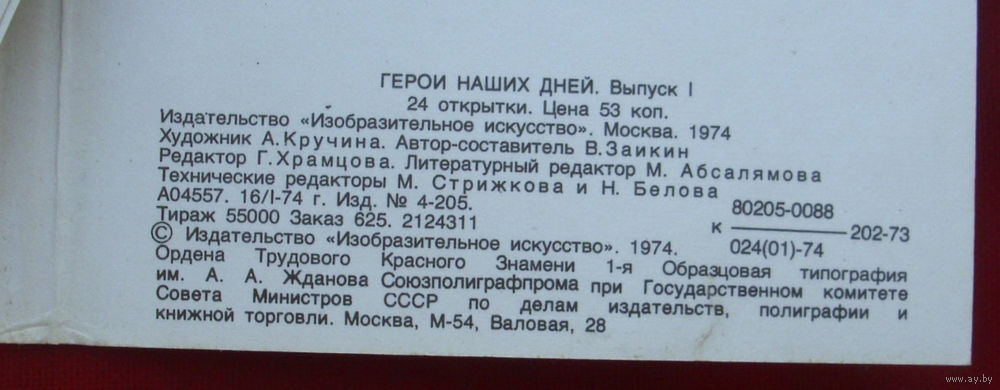 ГЕРОИ НАШИХ ДНЕЙ. Выпуск I
24 открытки. Цена 53 коп.
Издательство «Изобразительное искусство». Москва. 1974
Художник А. Кручина. Автор-составитель В. Заикин
Редактор Г. Храмцова. Литературный редактор М. Абсалямова
Технические редакторы М. Стрижкова и Н. Белова
А04557. 16/I-74 г. Изд. № 4-205.
Тираж 55000 Заказ 625. 2124311
к 80205-0088 / 024(01)-74 202-73
© Издательство «Изобразительное искусство». 1974.
Ордена Трудового Красного Знамени 1-я Образцовая типография
им. А. А. Жданова Союзполиграфпрома при Государственном комитете
Совета Министров СССР по делам издательств, полиграфии и
книжной торговли. Москва, М-54, Валовая, 28
www.ay.by